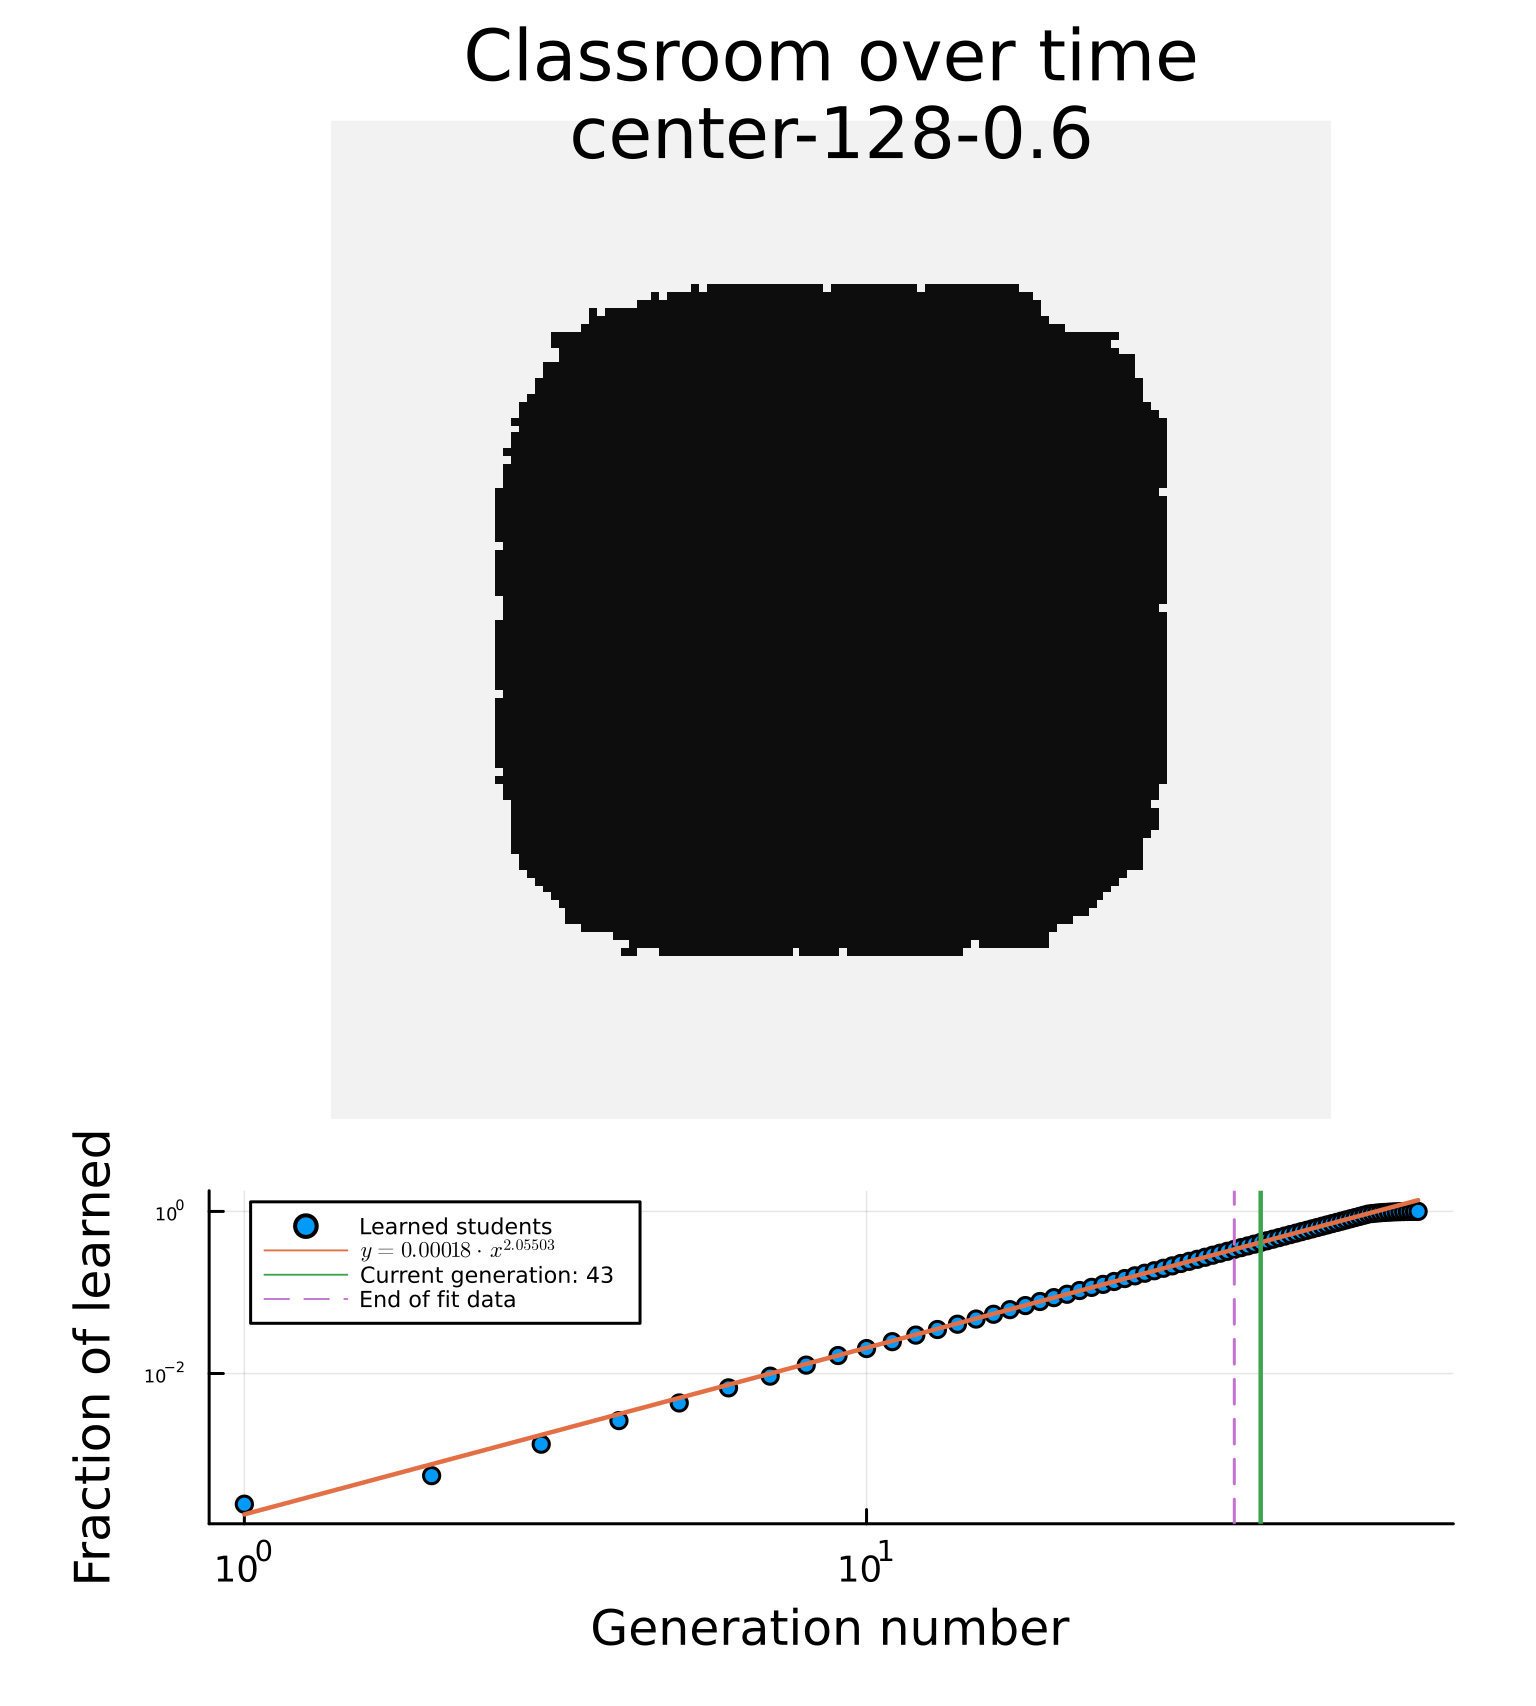 Classroom over time
center-128-0.6
Fraction of learned
10⁰
10⁻²
Learned students
y = 0.00018 · x^2.05503
Current generation: 43
End of fit data
10⁰
10¹
Generation number